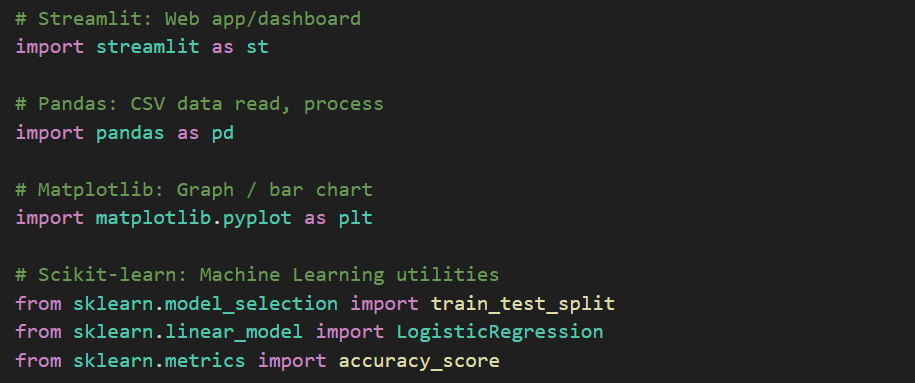 # Streamlit: Web app/dashboard
import streamlit as st
# Pandas: CSV data read, process
import pandas as pd
# Matplotlib: Graph / bar chart
import matplotlib.pyplot as plt
# Scikit-learn: Machine Learning utilities
from sklearn.model_selection import train_test_split
from sklearn.linear_model import LogisticRegression
from sklearn.metrics import accuracy_score